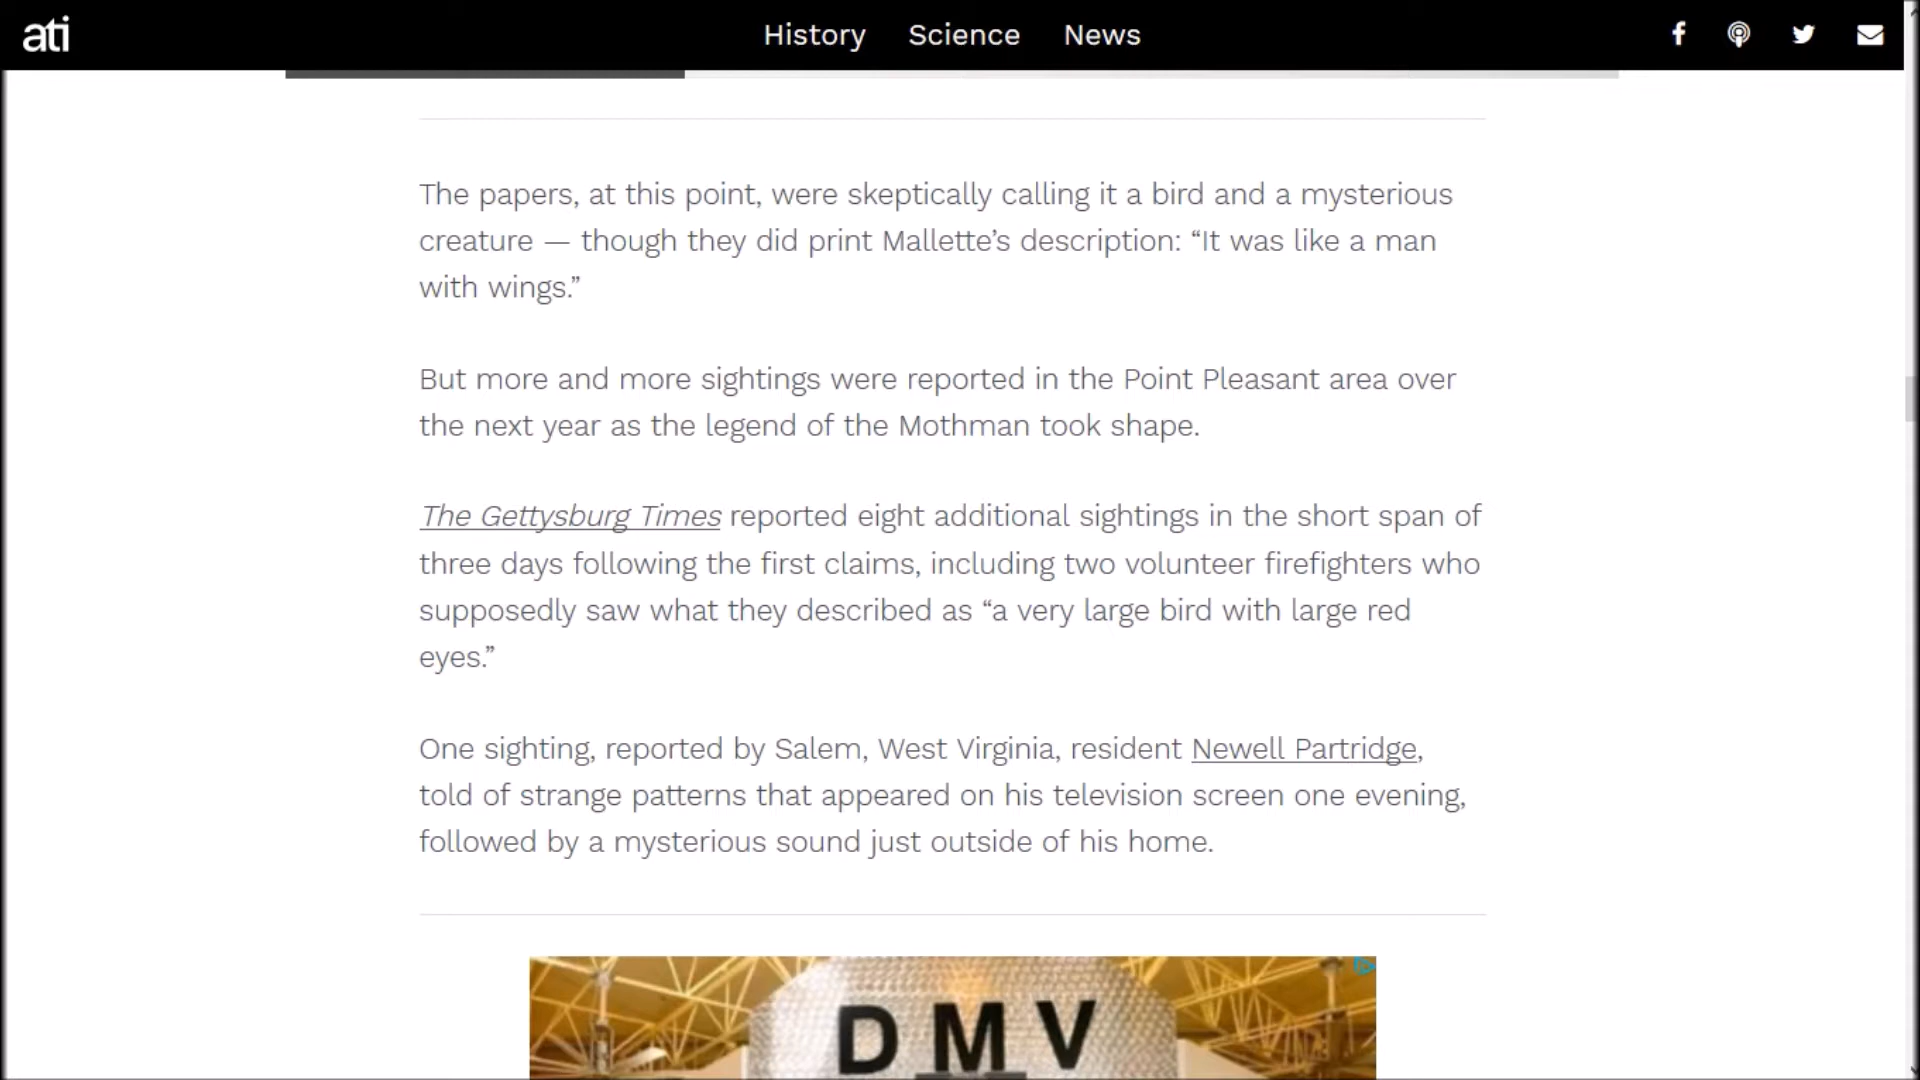 ati
History Science News
The papers, at this point, were skeptically calling it a bird and a mysterious
creature — though they did print Mallette’s description: “It was like a man
with wings.”
But more and more sightings were reported in the Point Pleasant area over
the next year as the legend of the Mothman took shape.
The Gettysburg Times reported eight additional sightings in the short span of
three days following the first claims, including two volunteer firefighters who
supposedly saw what they described as “a very large bird with large red
eyes.”
One sighting, reported by Salem, West Virginia, resident Newell Partridge,
told of strange patterns that appeared on his television screen one evening,
followed by a mysterious sound just outside of his home.
DMV